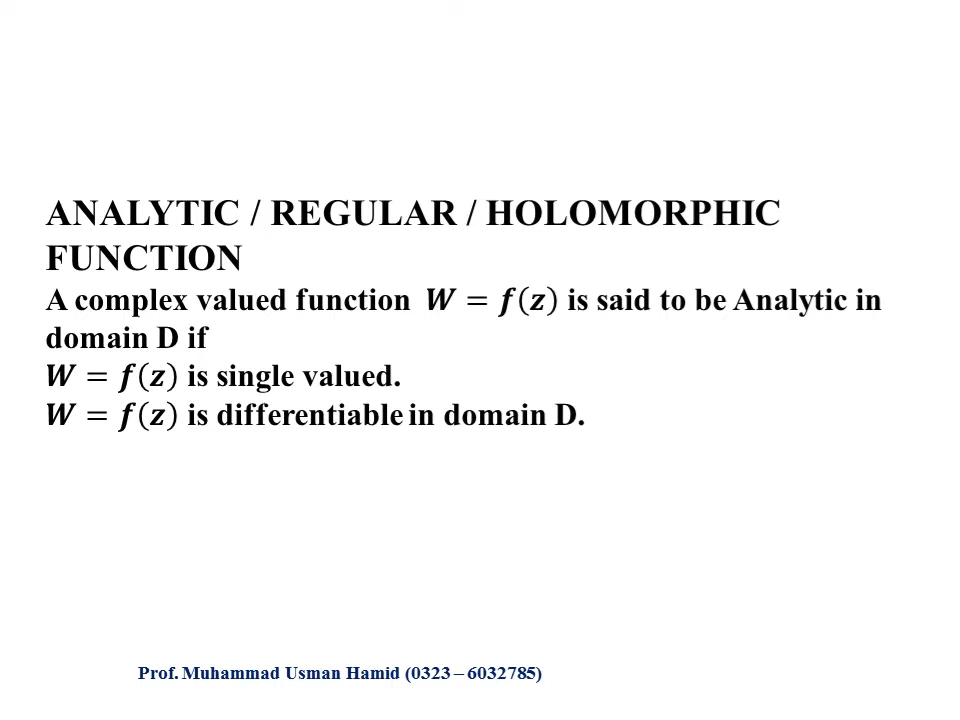 ANALYTIC / REGULAR / HOLOMORPHIC
FUNCTION
A complex valued function 𝑾 = 𝒇(𝒛) is said to be Analytic in
domain D if
𝑾 = 𝒇(𝒛) is single valued.
𝑾 = 𝒇(𝒛) is differentiable in domain D.
Prof. Muhammad Usman Hamid (0323 – 6032785)